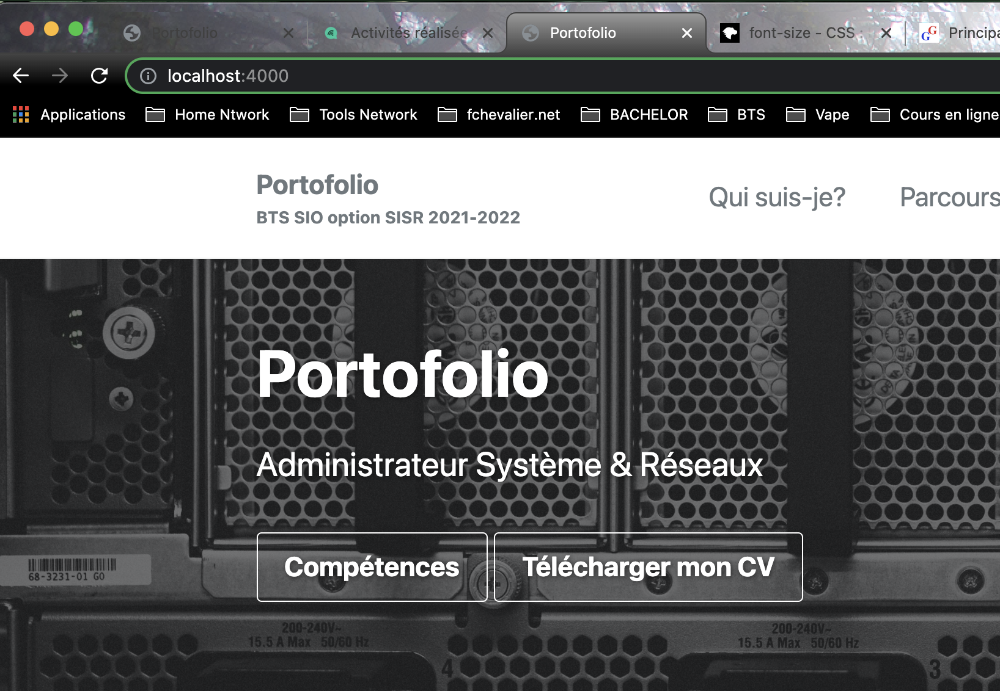 Portofolio
Activités réalisée
Portofolio
font-size - CSS :
Principa
localhost:4000
Applications
Home Ntwork
Tools Network
fchevalier.net
BACHELOR
BTS
Vape
Cours en ligne
Portofolio
BTS SIO option SISR 2021-2022
Qui suis-je?
Parcours
Portofolio
Administrateur Système & Réseaux
Compétences
Télécharger mon CV
68-3231-01 G0
200-240V~
15.5 A Max 50/60 Hz
200-240V~
15.5 A Max 50/60 Hz
4
3